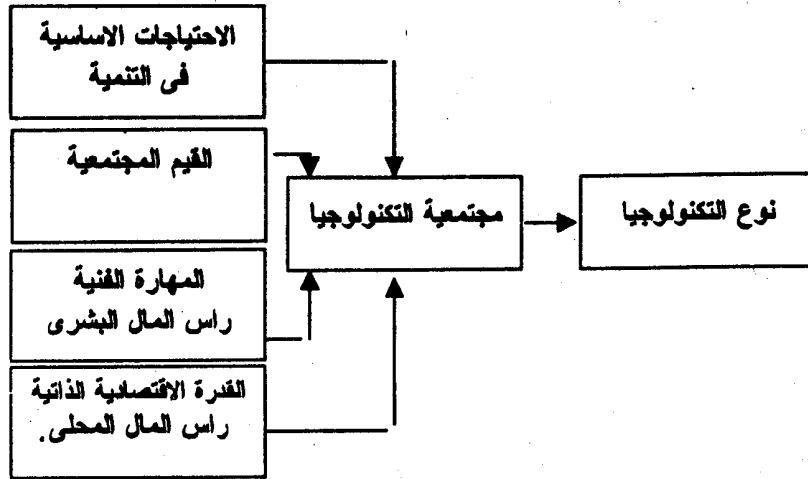 الاحتياجات الاساسية
فى التنمية
القيم المجتمعية
مجتمعية التكنولوجيا
نوع التكنولوجيا
المهارة الفنية
راس المال البشرى
القدرة الاقتصادية الذاتية
راس المال المحلى.